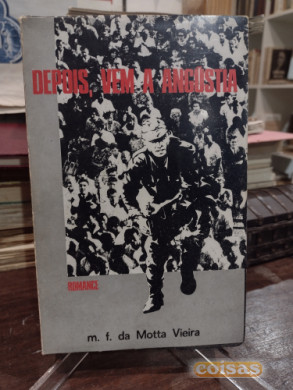 DEPOIS, VEM A ANGÚSTIA
ROMANCE
m. f. da Motta Vieira
coisas